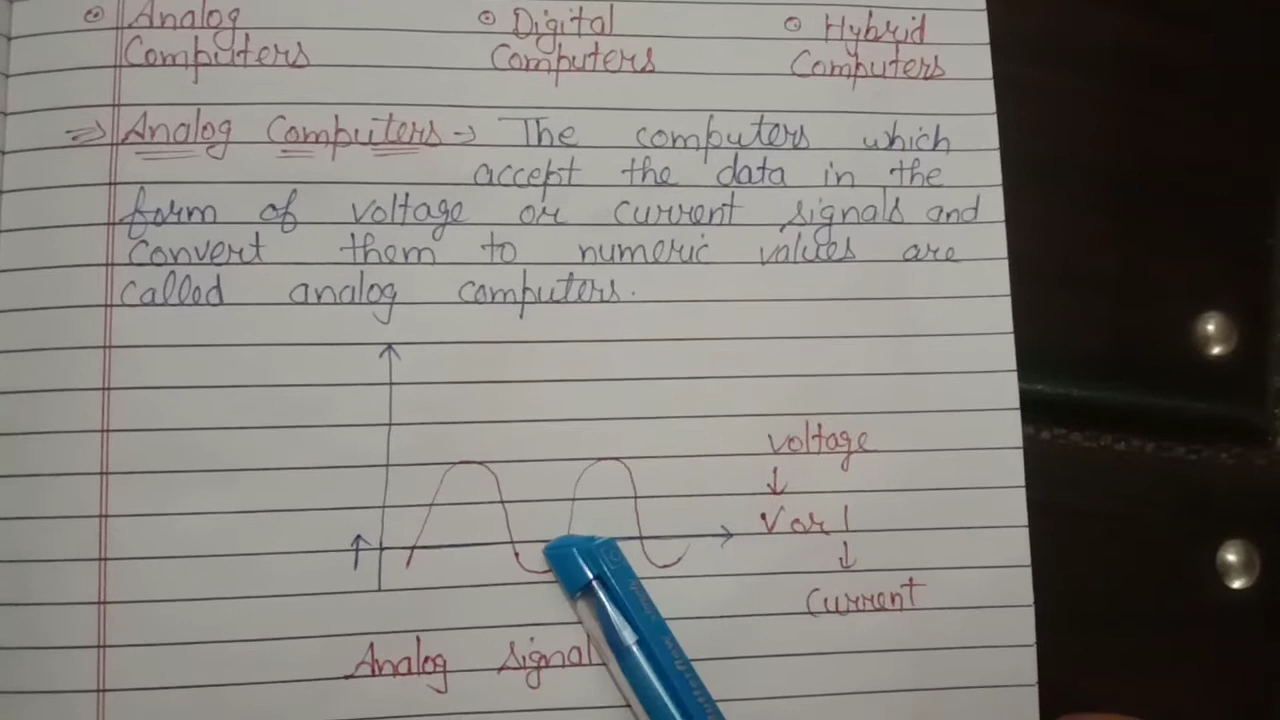 ⊙ Analog ⊙ Digital ⊙ Hybrid
Computers Computers Computers
⇒ Analog Computers → The computers which
accept the data in the
form of voltage or current signals and
convert them to numeric values are
called analog computers.
voltage
↓
V or I
↓
Current
Analog Signal